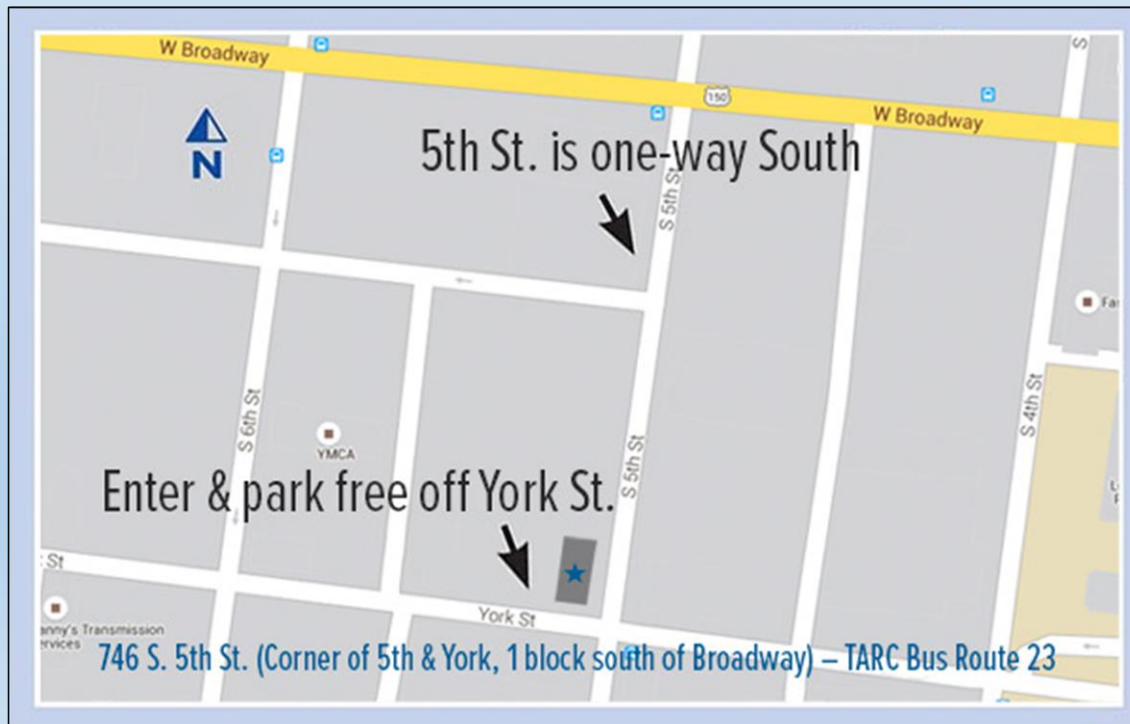 W Broadway
150
W Broadway
N
5th St. is one-way South
S 5th St
S 6th St
YMCA
S 4th St
S 5th St
Enter & park free off York St.
St
York St
746 S. 5th St. (Corner of 5th & York, 1 block south of Broadway) – TARC Bus Route 23